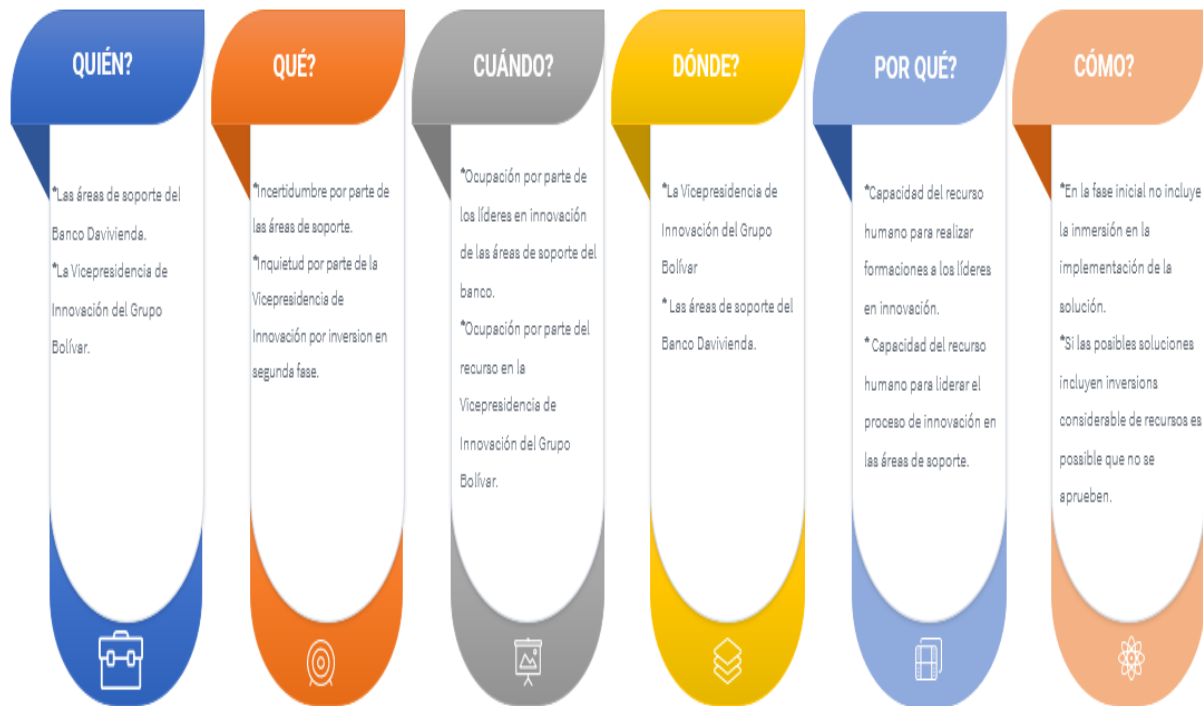 QUIÉN?
*Las áreas de soporte del
Banco Davivienda.
*La Vicepresidencia de
Innovación del Grupo
Bolívar.
QUÉ?
*Incertidumbre por parte de
las áreas de soporte.
*Inquietud por parte de la
Vicepresidencia de
Innovación por inversion en
segunda fase.
CUÁNDO?
*Ocupación por parte de
los líderes en innovación
de las áreas de soporte del
banco.
*Ocupación por parte del
recurso en la
Vicepresidencia de
Innovación del Grupo
Bolívar.
DÓNDE?
*La Vicepresidencia de
Innovación del Grupo
Bolívar
* Las áreas de soporte del
Banco Davivienda.
POR QUÉ?
*Capacidad del recurso
humano para realizar
formaciones a los líderes
en innovación.
* Capacidad del recurso
humano para liderar el
proceso de innovación en
las áreas de soporte.
CÓMO?
*En la fase inicial no incluye
la inmersión en la
implementación de la
solución.
*Si las posibles soluciones
incluyen inversions
considerable de recursos es
possible que no se
aprueben.